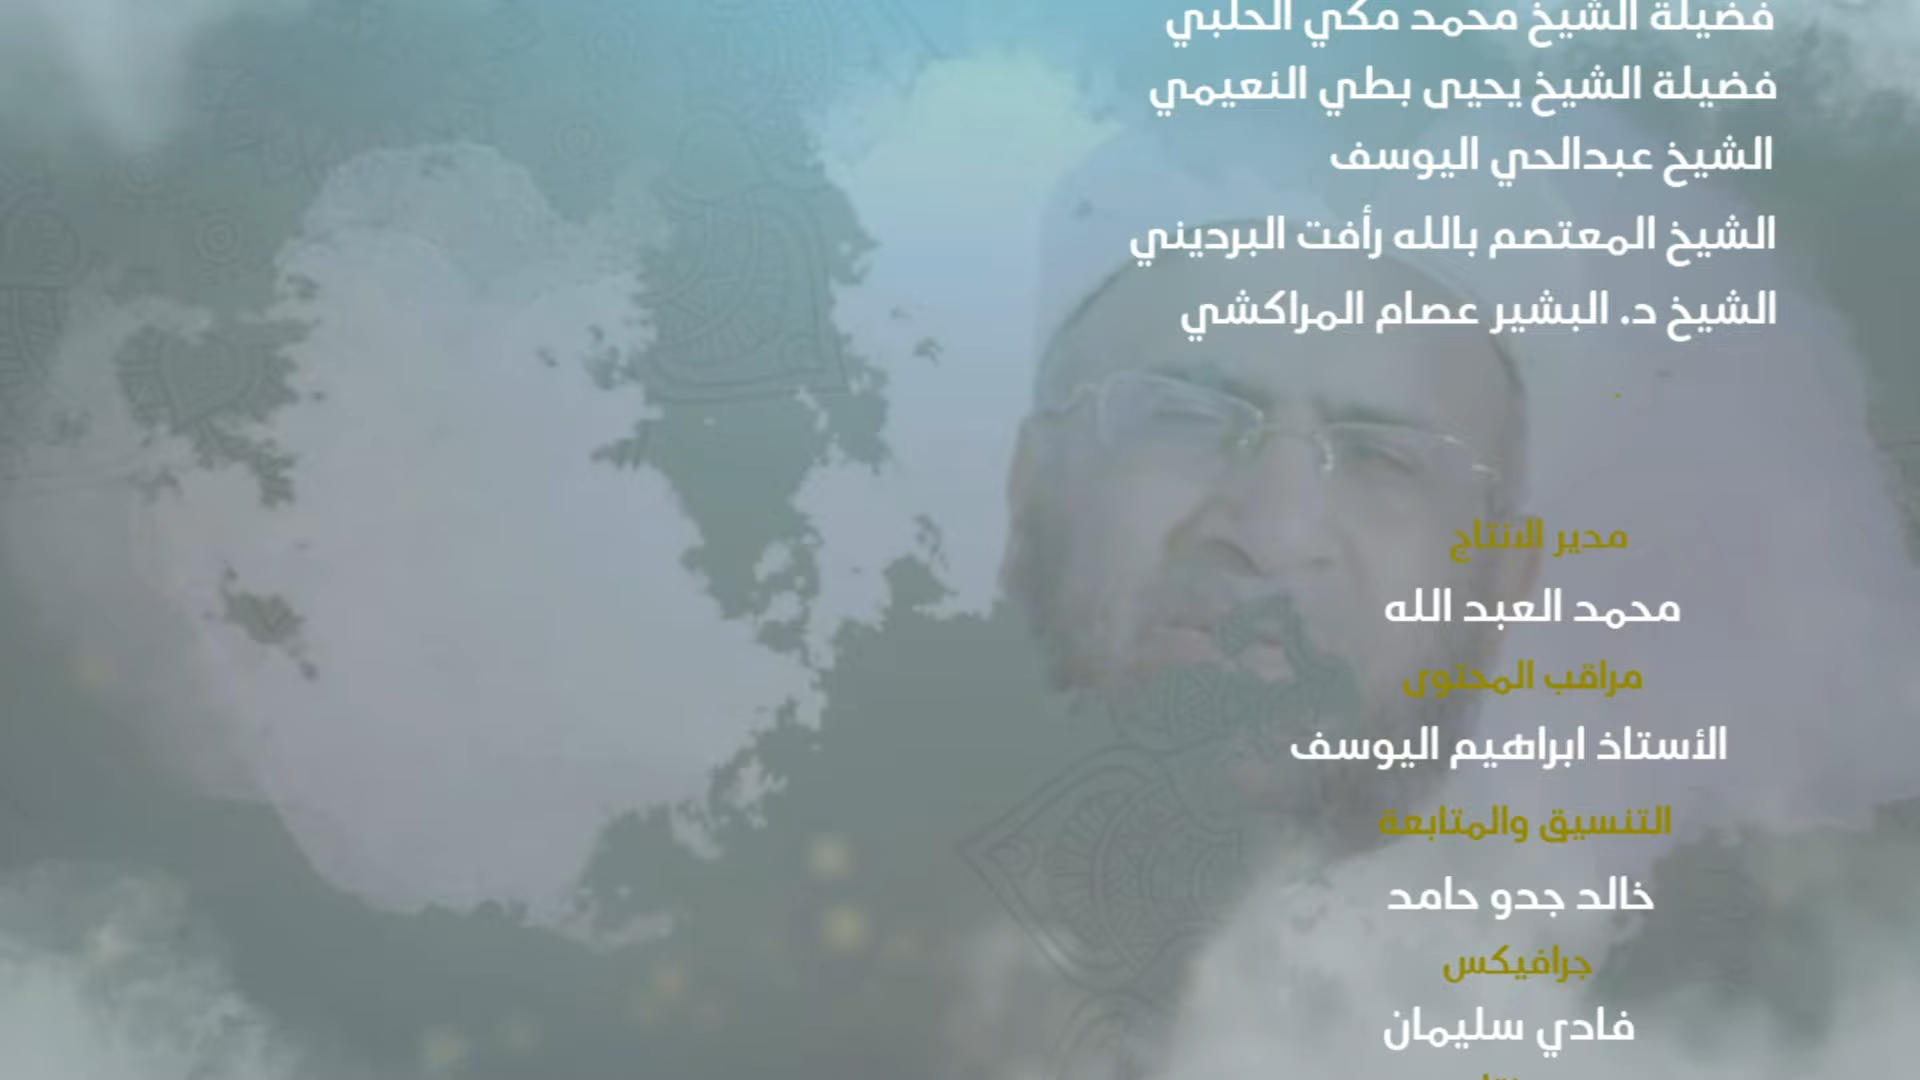 فضيلة الشيخ محمد مكي الحلبي
فضيلة الشيخ يحيى بطي النعيمي
الشيخ عبدالحي اليوسف
الشيخ المعتصم بالله رأفت البرديني
الشيخ د. البشير عصام المراكشي
مدير الانتاج
محمد العبد الله
مراقب المحتوى
الأستاذ ابراهيم اليوسف
التنسيق والمتابعة
خالد جدو حامد
جرافيكس
فادي سليمان